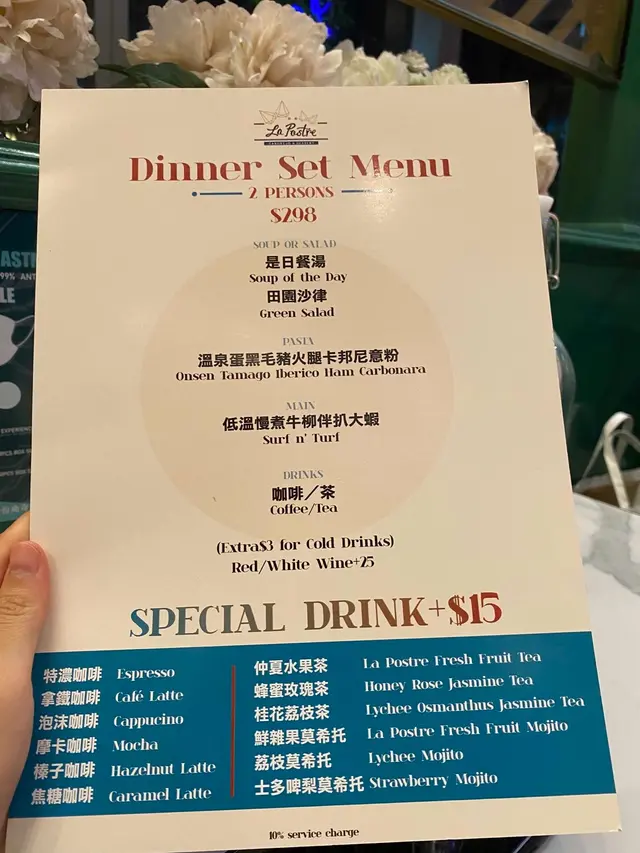 La Postre
Dinner Set Menu
2 PERSONS
$298
SOUP OR SALAD
是日餐湯
Soup of the Day
田園沙律
Green Salad
PASTA
溫泉蛋黑毛豬火腿卡邦尼意粉
Onsen Tamago Iberico Ham Carbonara
MAIN
低溫慢煮牛柳伴扒大蝦
Surf n' Turf
DRINKS
咖啡／茶
Coffee/Tea
(Extra$3 for Cold Drinks)
Red/White Wine+25
SPECIAL DRINK+$15
特濃咖啡 Espresso
拿鐵咖啡 Café Latte
泡沫咖啡 Cappucino
摩卡咖啡 Mocha
榛子咖啡 Hazelnut Latte
焦糖咖啡 Caramel Latte
仲夏水果茶 La Postre Fresh Fruit Tea
蜂蜜玫瑰茶 Honey Rose Jasmine Tea
桂花荔枝茶 Lychee Osmanthus Jasmine Tea
鮮雜果莫希托 La Postre Fresh Fruit Mojito
荔枝莫希托 Lychee Mojito
士多啤梨莫希托 Strawberry Mojito
10% service charge
99% ANT